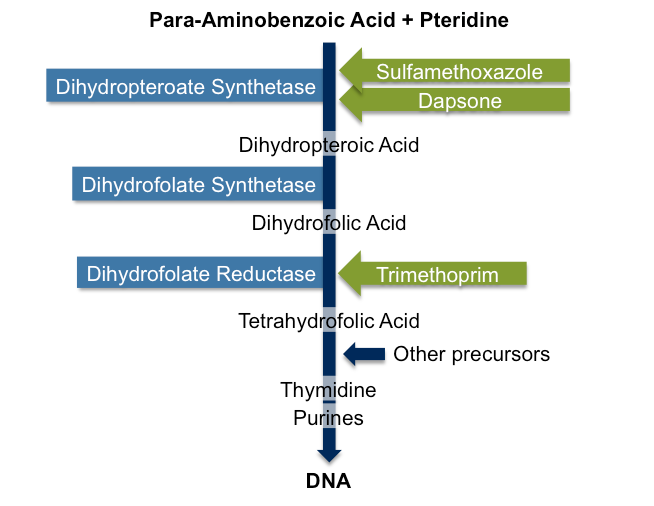 Para-Aminobenzoic Acid + Pteridine
Sulfamethoxazole
Dihydropteroate Synthetase
Dapsone
Dihydropteroic Acid
Dihydrofolate Synthetase
Dihydrofolic Acid
Dihydrofolate Reductase
Trimethoprim
Tetrahydrofolic Acid
Other precursors
Thymidine
Purines
DNA